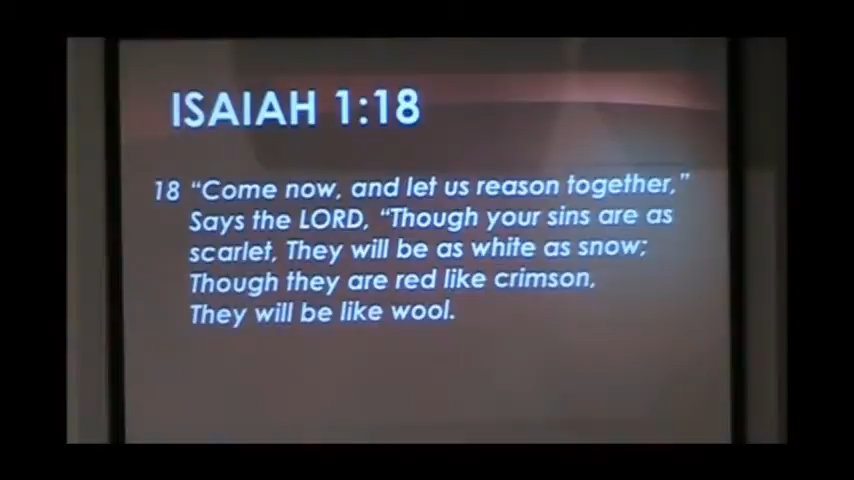 ISAIAH 1:18
18 “Come now, and let us reason together,”
Says the LORD, “Though your sins are as
scarlet, They will be as white as snow;
Though they are red like crimson,
They will be like wool.